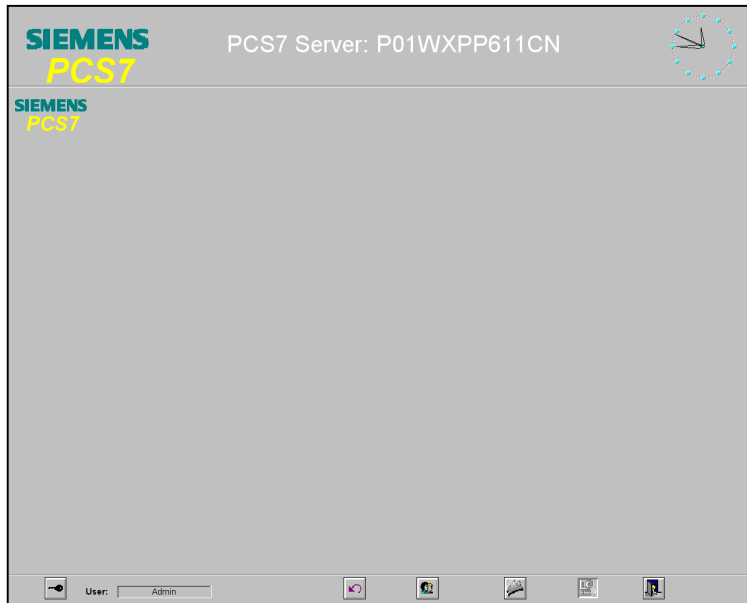 SIEMENS
PCS7
PCS7 Server: P01WXPP611CN
SIEMENS
PCS7
User: Admin